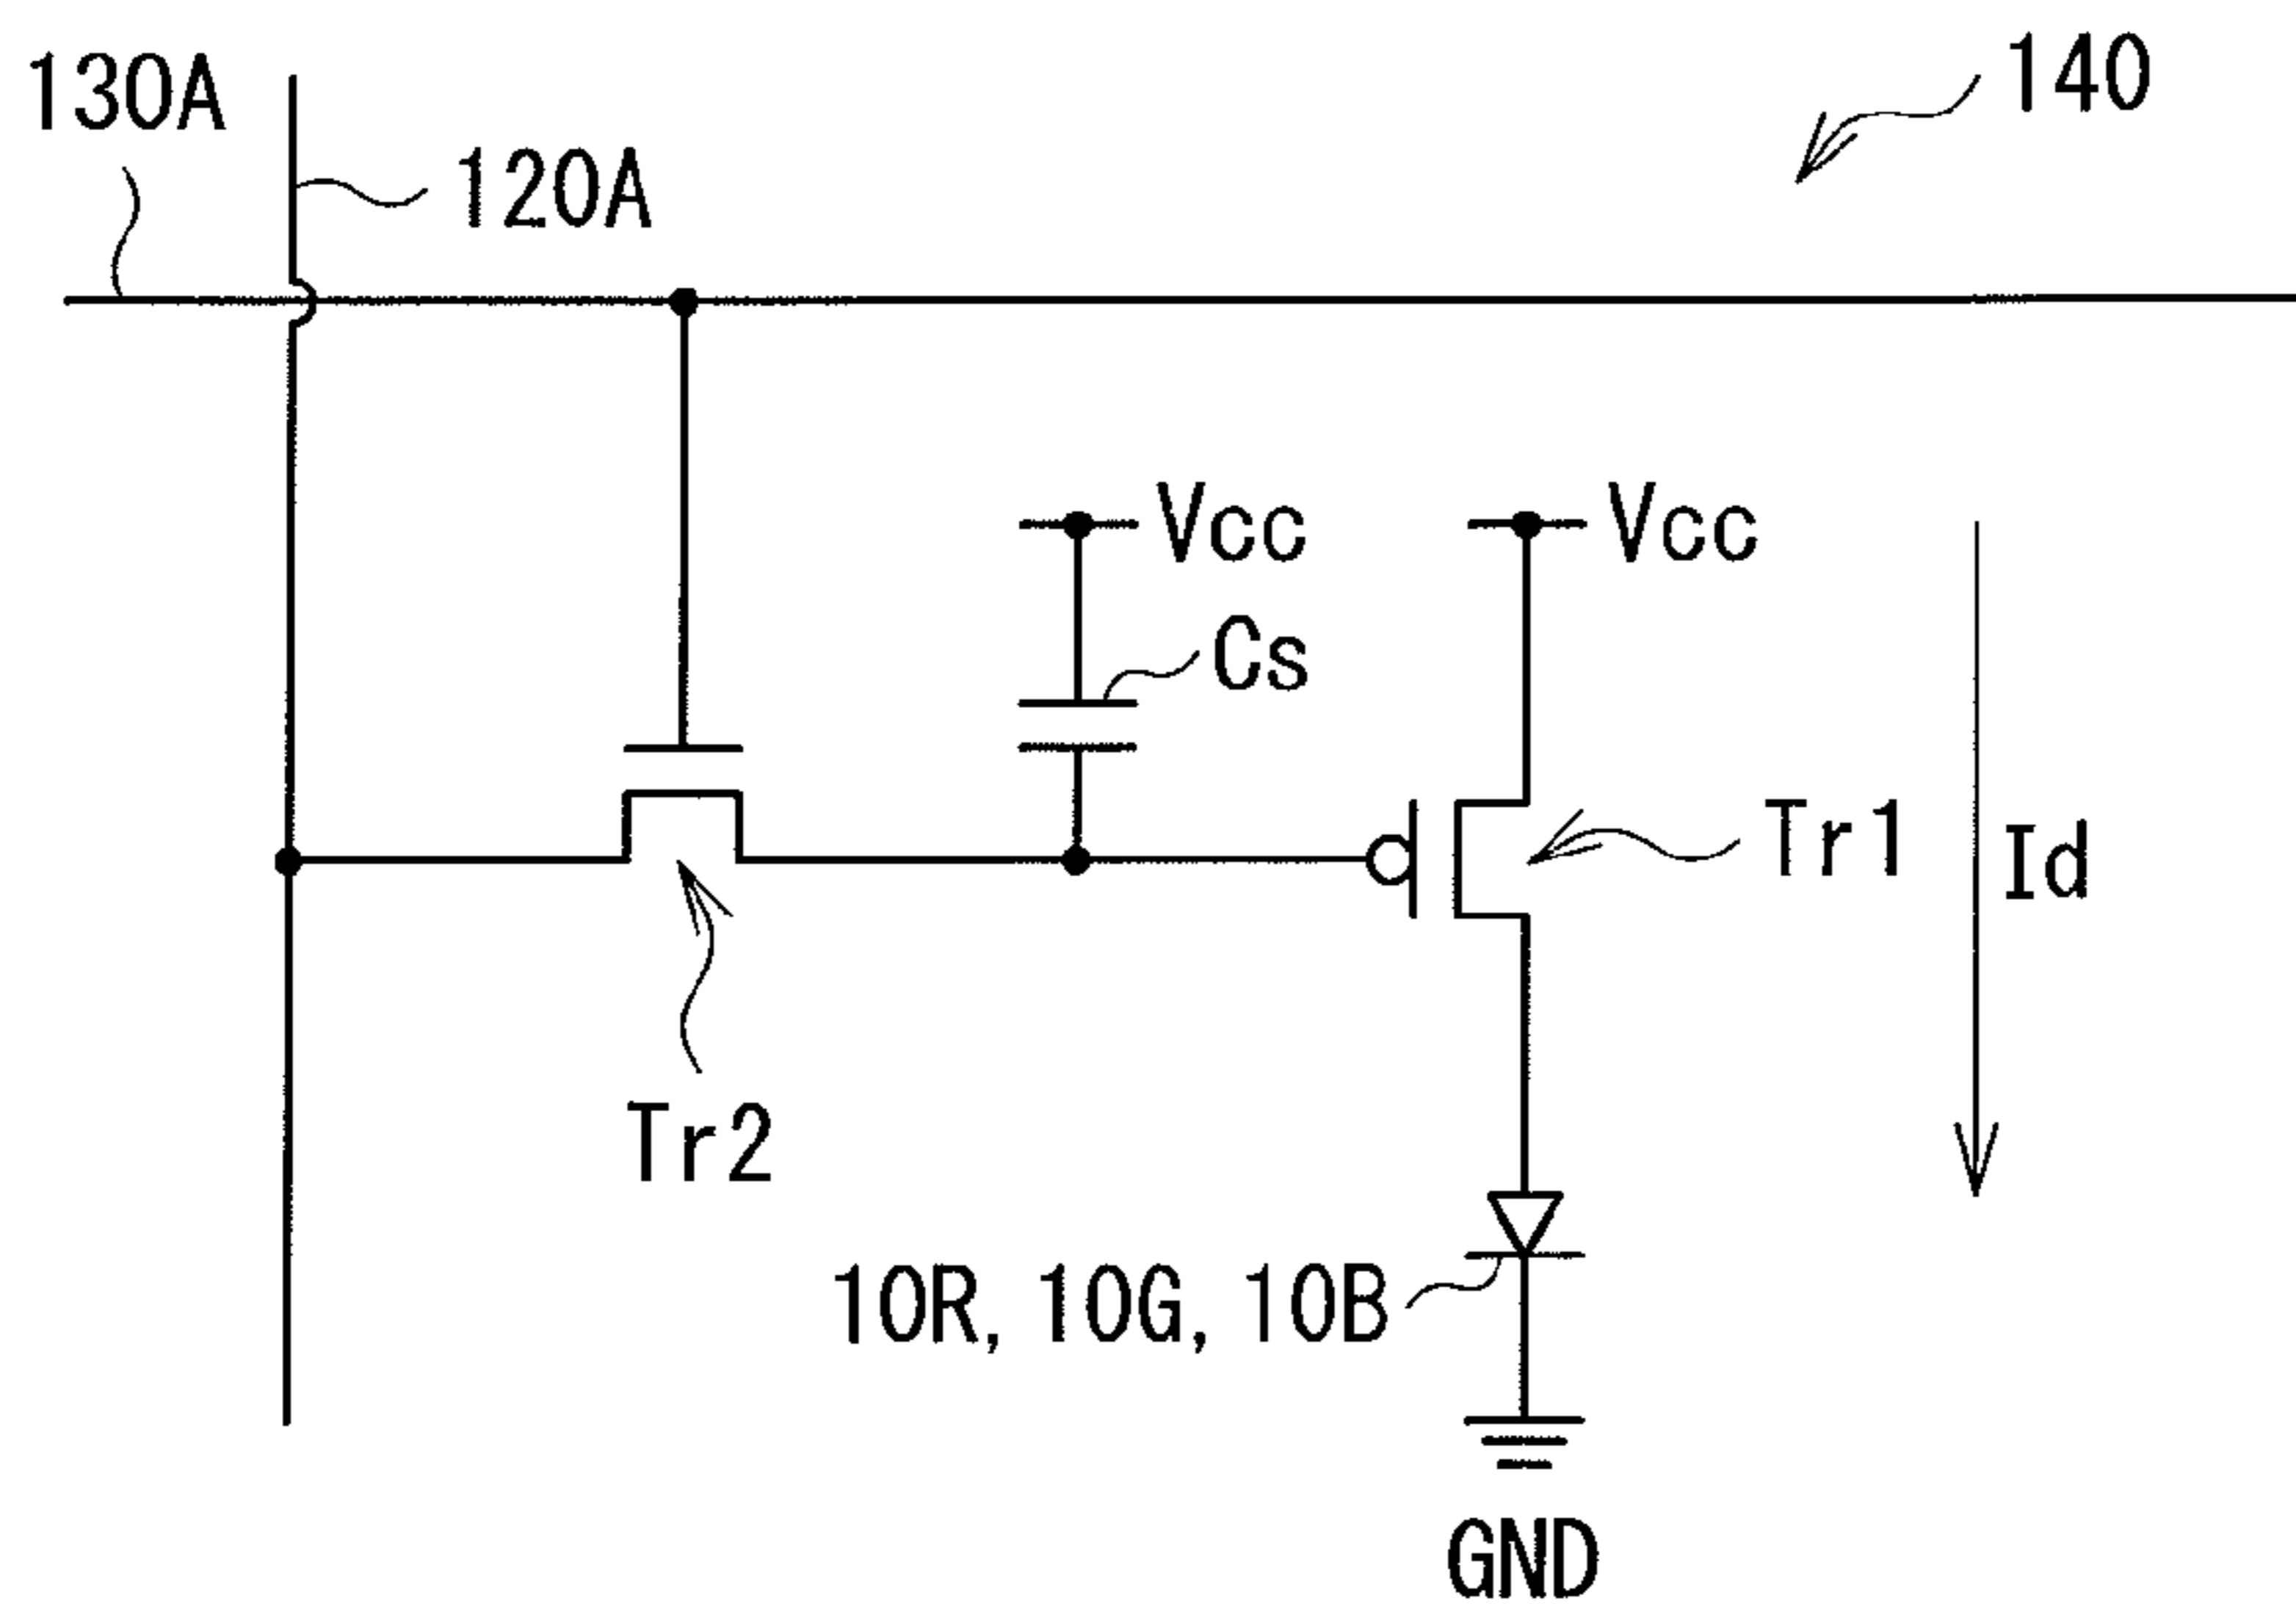 130A
120A
140
Vcc
Vcc
Cs
Tr1
Id
Tr2
10R, 10G, 10B
GND